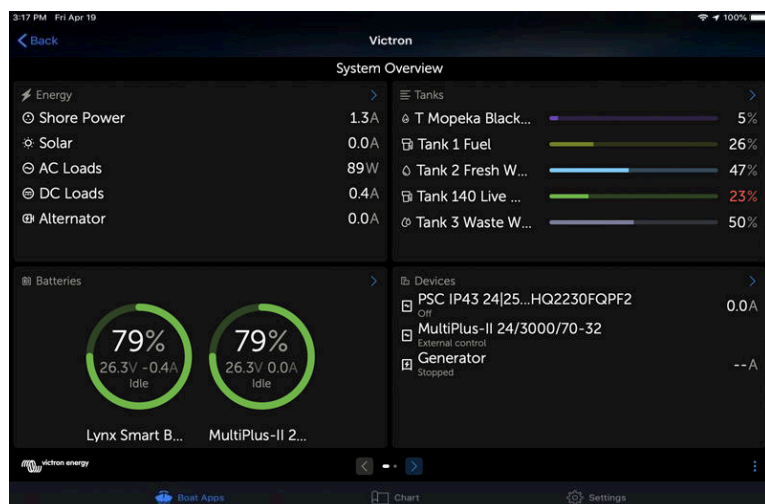 3:17 PM Fri Apr 19 100%
Back Victron
System Overview
Energy
Shore Power 1.3A
Solar 0.0A
AC Loads 89W
DC Loads 0.4A
Alternator 0.0A
Tanks
T Mopeka Black... 5%
Tank 1 Fuel 26%
Tank 2 Fresh W... 47%
Tank 140 Live ... 23%
Tank 3 Waste W... 50%
Batteries
79%
26.3V -0.4A
Idle
Lynx Smart B...
79%
26.3V 0.0A
Idle
MultiPlus-II 2...
Devices
PSC IP43 24|25...HQ2230FQPF2 0.0A
Off
MultiPlus-II 24/3000/70-32
External control
Generator --A
Stopped
victron energy
Boat Apps Chart Settings